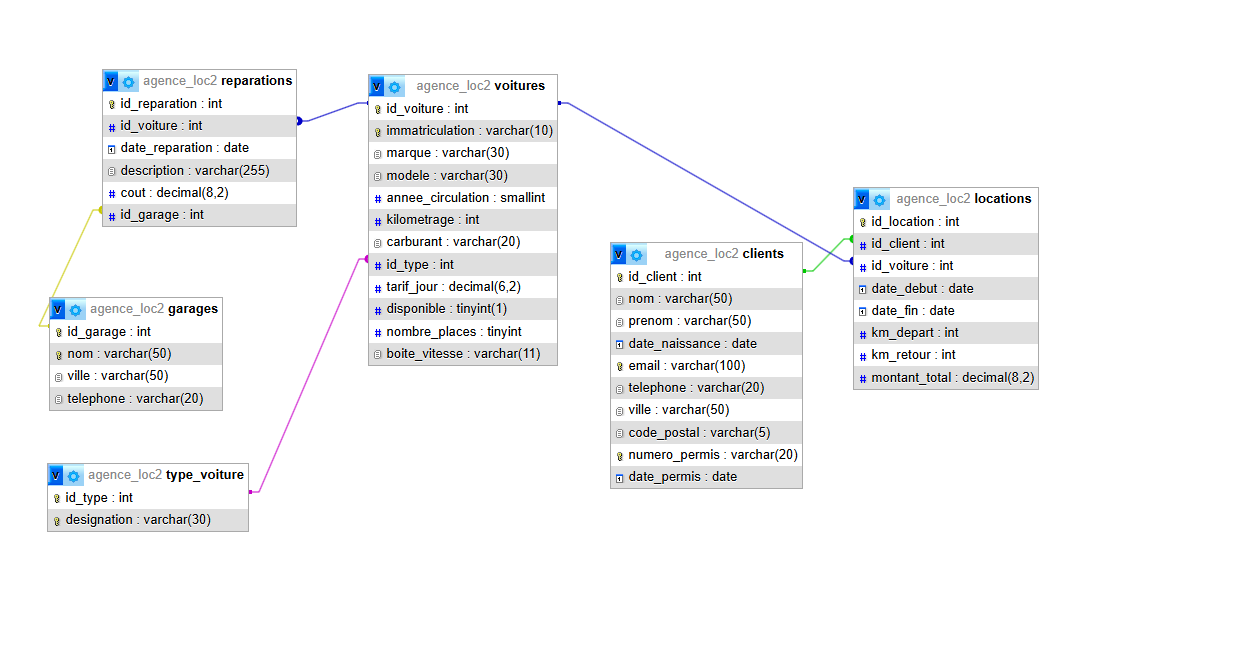 agence_loc2 reparations
id_reparation : int
id_voiture : int
date_reparation : date
description : varchar(255)
cout : decimal(8,2)
id_garage : int
agence_loc2 voitures
id_voiture : int
immatriculation : varchar(10)
marque : varchar(30)
modele : varchar(30)
annee_circulation : smallint
kilometrage : int
carburant : varchar(20)
id_type : int
tarif_jour : decimal(6,2)
disponible : tinyint(1)
nombre_places : tinyint
boite_vitesse : varchar(11)
agence_loc2 locations
id_location : int
id_client : int
id_voiture : int
date_debut : date
date_fin : date
km_depart : int
km_retour : int
montant_total : decimal(8,2)
agence_loc2 clients
id_client : int
nom : varchar(50)
prenom : varchar(50)
date_naissance : date
email : varchar(100)
telephone : varchar(20)
ville : varchar(50)
code_postal : varchar(5)
numero_permis : varchar(20)
date_permis : date
agence_loc2 garages
id_garage : int
nom : varchar(50)
ville : varchar(50)
telephone : varchar(20)
agence_loc2 type_voiture
id_type : int
designation : varchar(30)